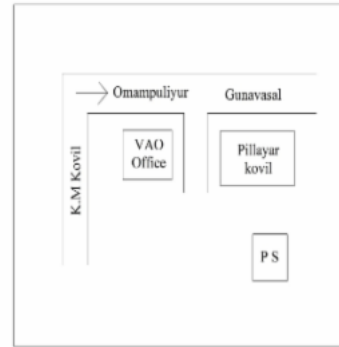 Omampuliyur
Gunavasal
VAO
Office
Pillayar
kovil
K.M Kovil
P S